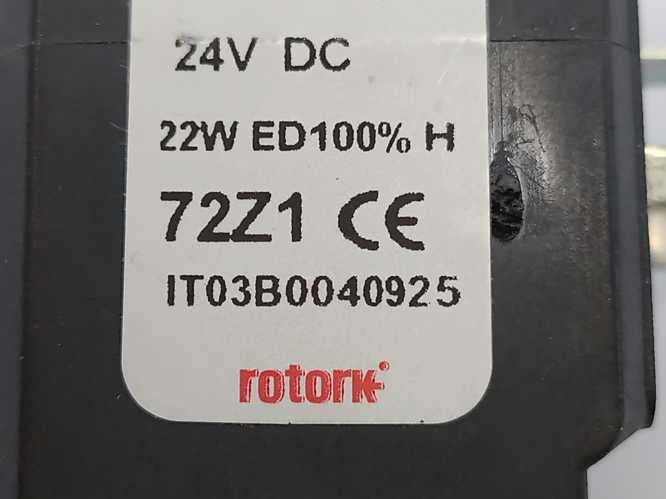 24V DC
22W ED100% H
72Z1 CE
IT03B0040925
rotork